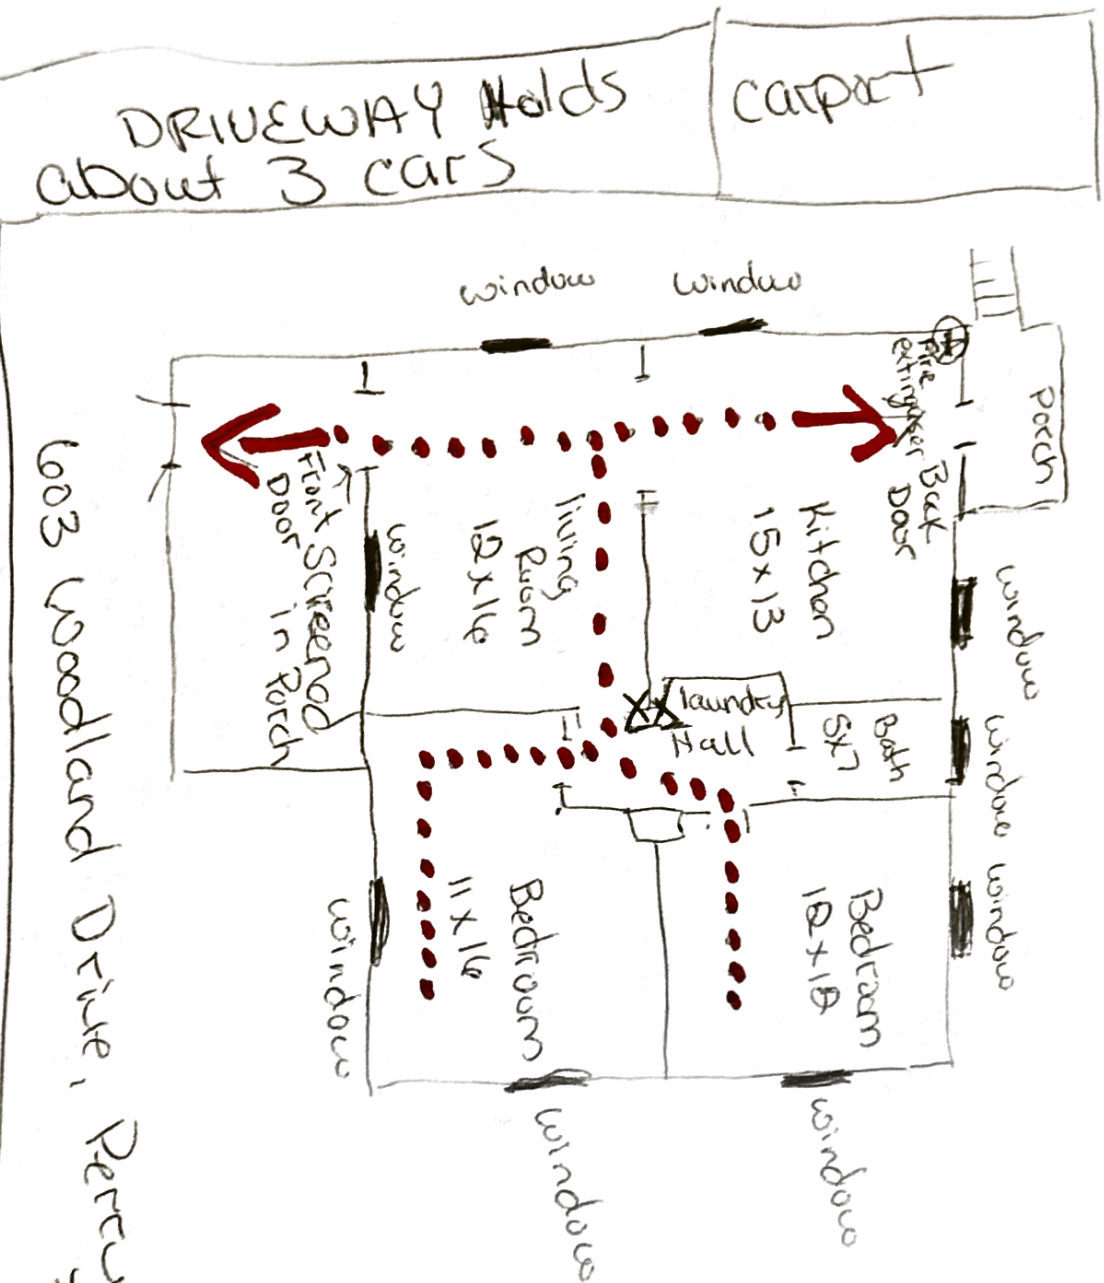 DRIVEWAY Holds
about 3 cars
carport
window
window
Fire
extinguisher
Porch
Back
Door
Front Screened
Door in Porch
window
living
Room
12x16
Kitchen
15x13
window
laundry
Hall
Bath
5x7
window
Bedroom
11x16
Bedroom
12x12
window
window
window
window
603 Woodland Drive, Perry